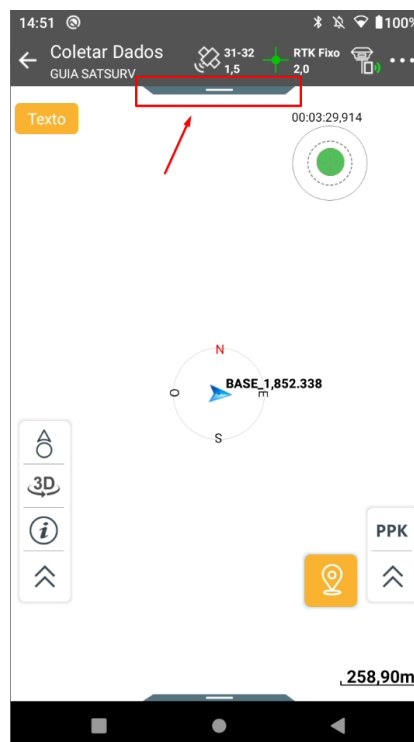 14:51
100%
Coletar Dados
GUIA SATSURV
31-32
1,5
RTK Fixo
2,0
Texto
00:03:29,914
N
BASE_1,852.338
O
E
S
3D
i
PPK
258,90m